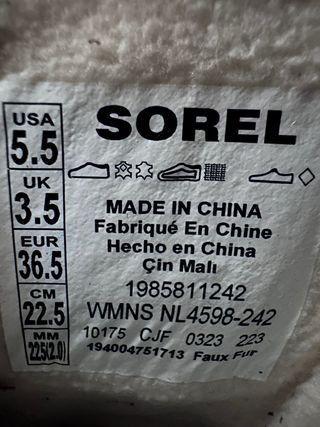 USA
5.5
UK
3.5
EUR
36.5
CM
22.5
MM
225(2.0)
SOREL
MADE IN CHINA
Fabriqué En Chine
Hecho en China
Çin Malı
1985811242
WMNS NL4598-242
10175 CJF 0323 223
194004751713 Faux Fur